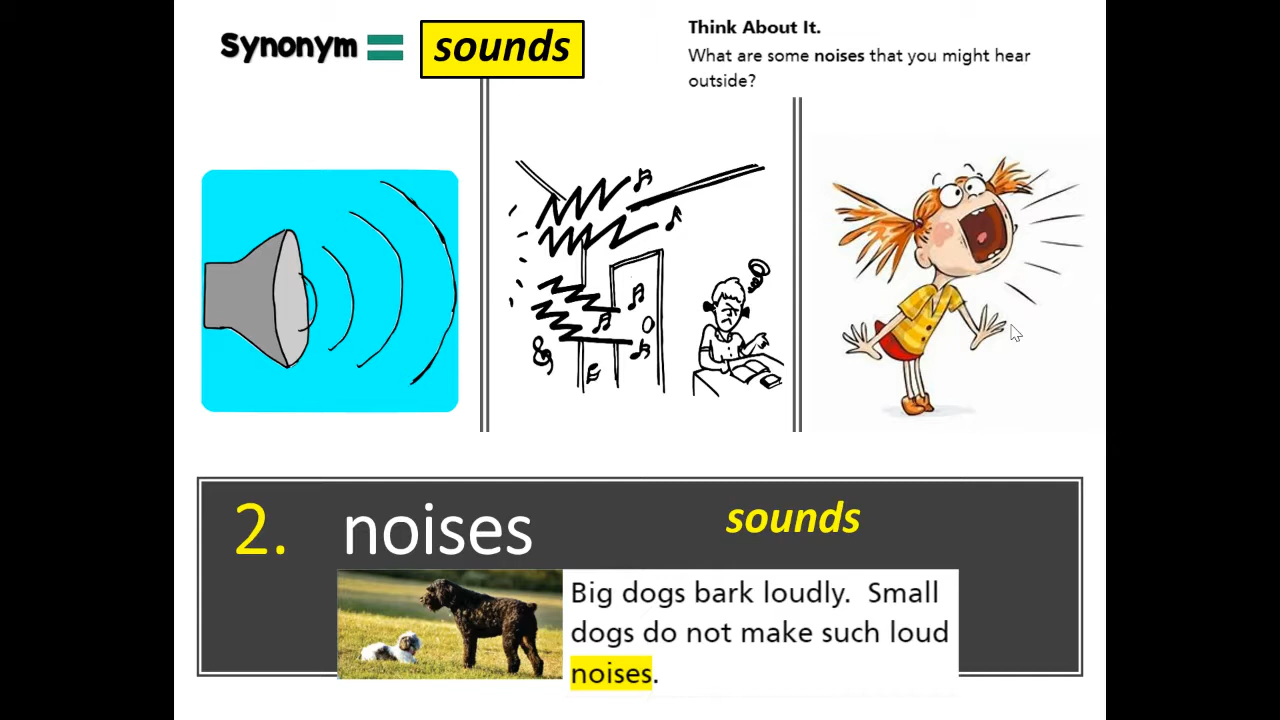 Synonym = sounds
Think About It.
What are some noises that you might hear
outside?
2. noises sounds
Big dogs bark loudly. Small
dogs do not make such loud
noises.